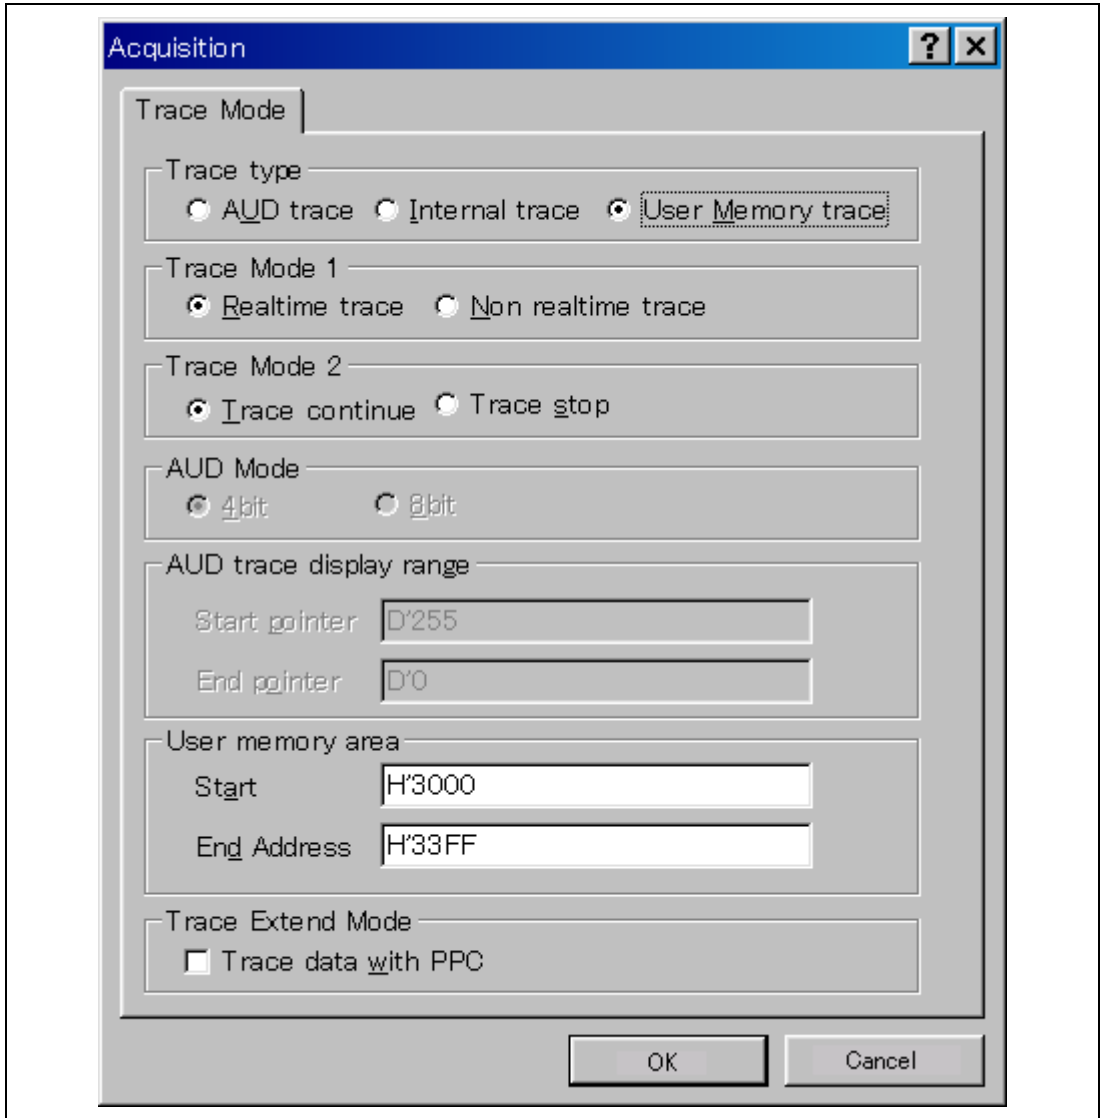 Acquisition
Trace Mode
Trace type
AUD trace Internal trace User Memory trace
Trace Mode 1
Realtime trace Non realtime trace
Trace Mode 2
Trace continue Trace stop
AUD Mode
4bit 8bit
AUD trace display range
Start pointer D'255
End pointer D'0
User memory area
Start H'3000
End Address H'33FF
Trace Extend Mode
Trace data with PPC
OK Cancel